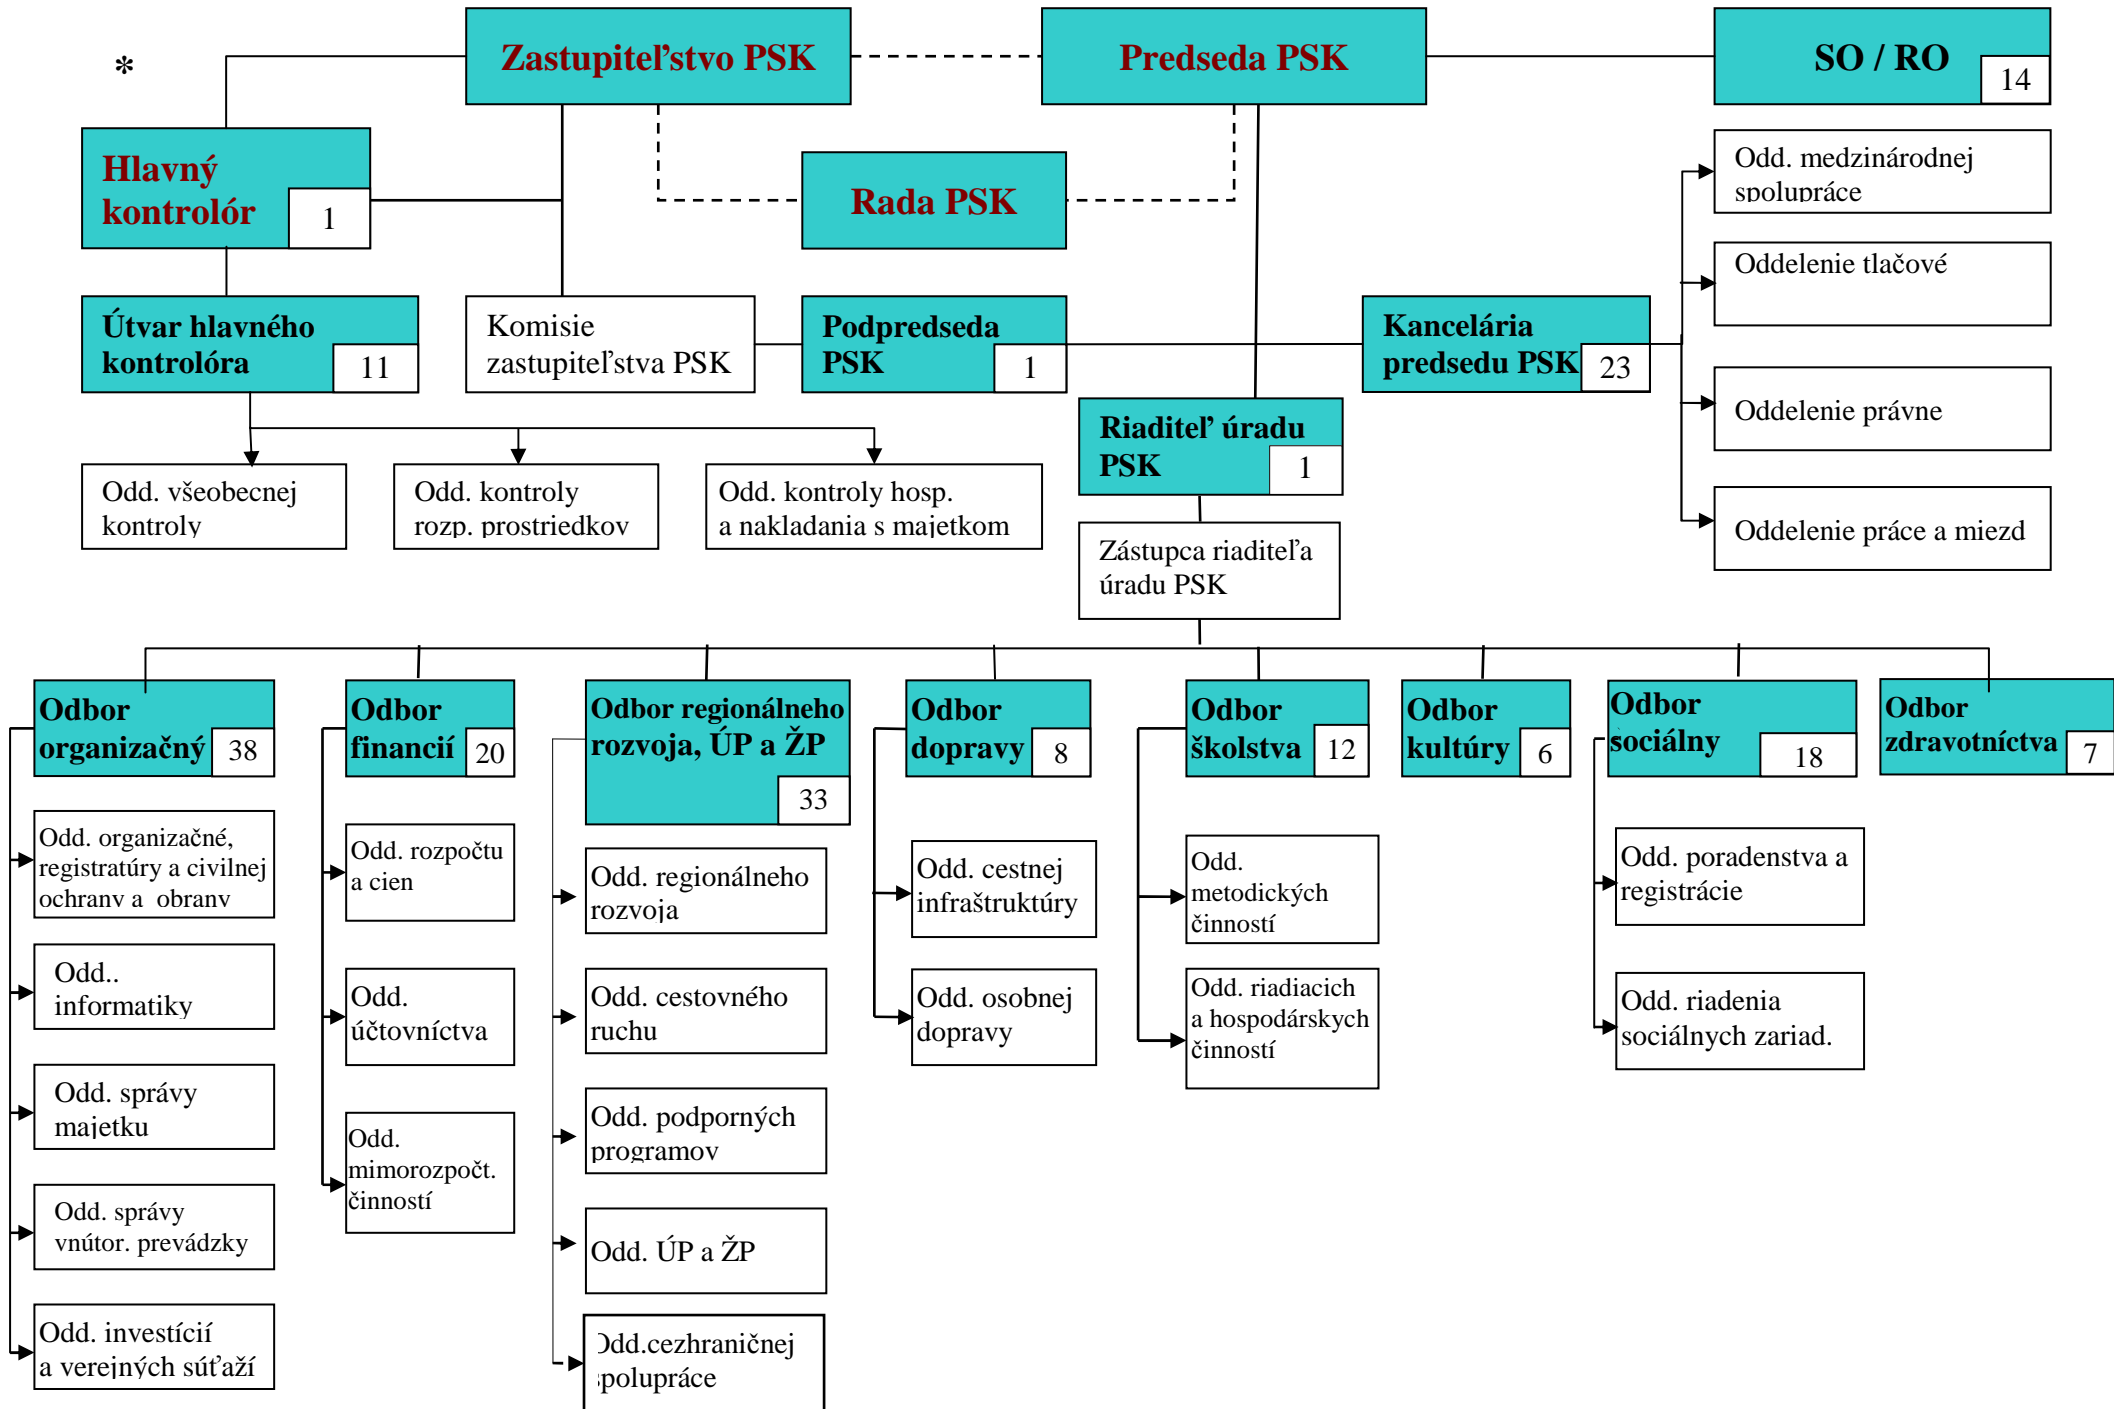 *
Zastupiteľstvo PSK
Predseda PSK
SO / RO
14
Hlavný
kontrolór
1
Rada PSK
Odd. medzinárodnej
spolupráce
Oddelenie tlačové
Útvar hlavného
kontrolóra
11
Komisie
zastupiteľstva PSK
Podpredseda
PSK
1
Kancelária
predsedu PSK
23
Oddelenie právne
Riaditeľ úradu
PSK
1
Odd. všeobecnej
kontroly
Odd. kontroly
rozp. prostriedkov
Odd. kontroly hosp.
a nakladania s majetkom
Oddelenie práce a miezd
Zástupca riaditeľa
úradu PSK
Odbor
organizačný
38
Odbor
financií
20
Odbor regionálneho
rozvoja, ÚP a ŽP
33
Odbor
dopravy
8
Odbor
školstva
12
Odbor
kultúry
6
Odbor
sociálny
18
Odbor
zdravotníctva
7
Odd. organizačné,
registratúry a civilnej
ochrany a obrany
Odd..
informatiky
Odd. správy
majetku
Odd. správy
vnútor. prevádzky
Odd. investícií
a verejných súťaží
Odd. rozpočtu
a cien
Odd.
účtovníctva
Odd.
mimorozpočt.
činností
Odd. regionálneho
rozvoja
Odd. cestovného
ruchu
Odd. podporných
programov
Odd. ÚP a ŽP
Odd.cezhraničnej
spolupráce
Odd. cestnej
infraštruktúry
Odd. osobnej
dopravy
Odd.
metodických
činností
Odd. riadiacich
a hospodárskych
činností
Odd. poradenstva a
registrácie
Odd. riadenia
sociálnych zariad.